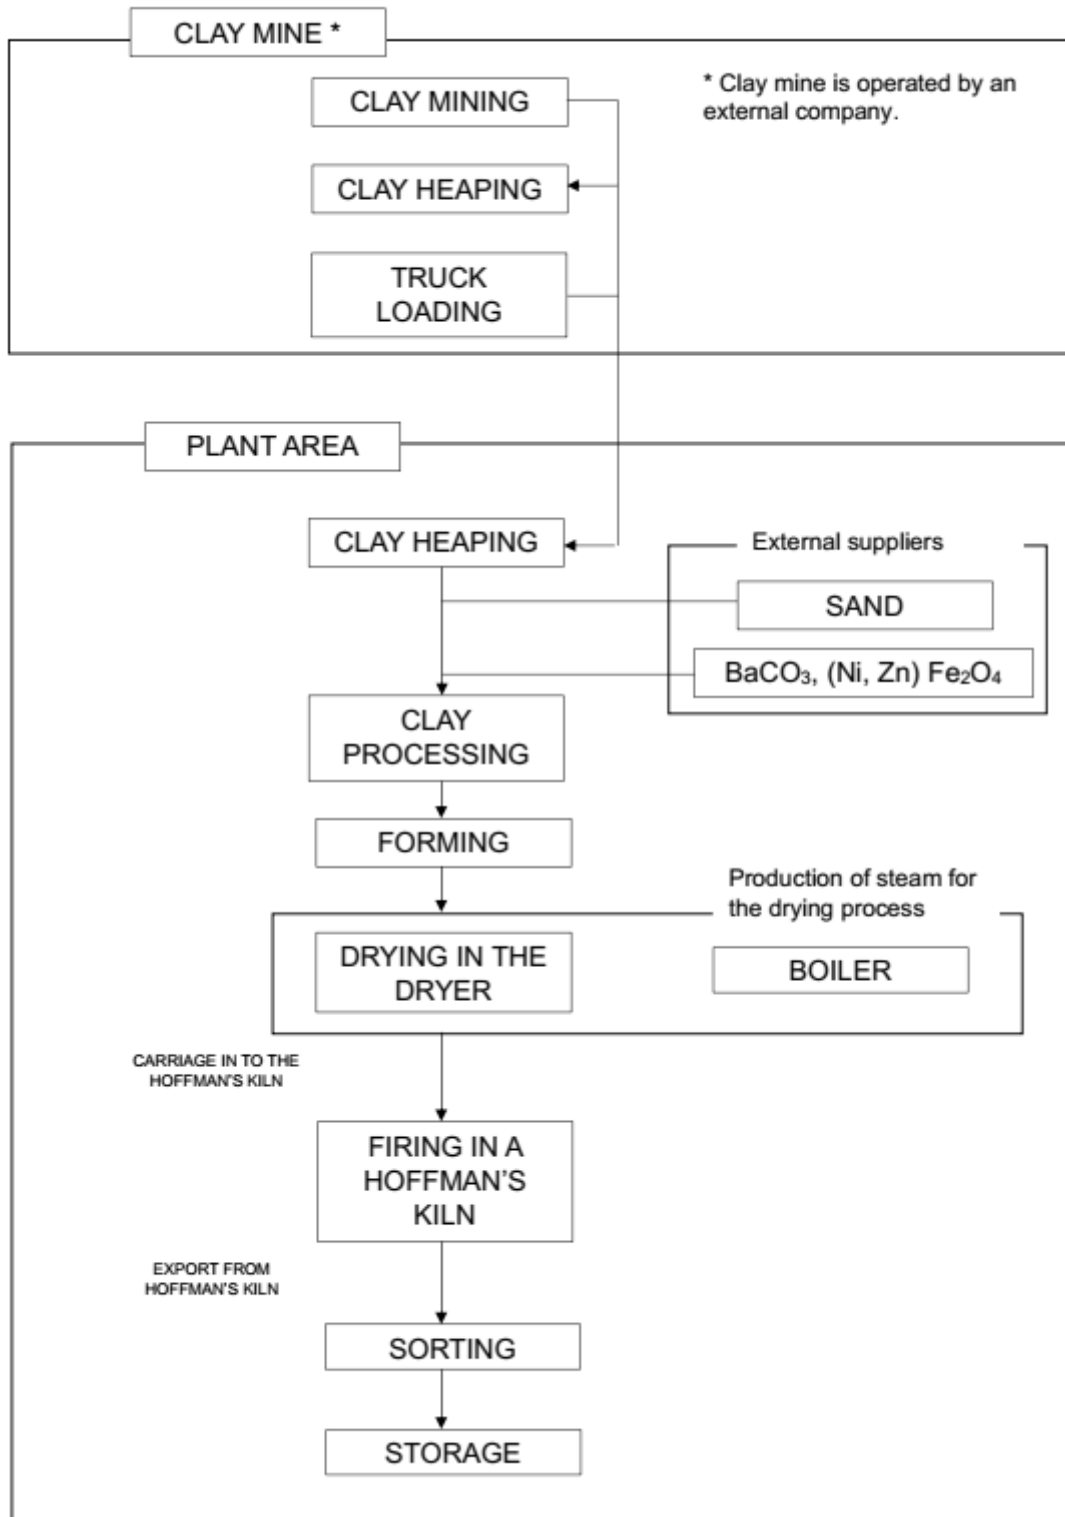 CLAY MINE *
* Clay mine is operated by an
external company.
CLAY MINING
CLAY HEAPING
TRUCK
LOADING
PLANT AREA
CLAY HEAPING
External suppliers
SAND
BaCO₃, (Ni, Zn) Fe₂O₄
CLAY
PROCESSING
FORMING
Production of steam for
the drying process
DRYING IN THE
DRYER
BOILER
CARRIAGE IN TO THE
HOFFMAN'S KILN
FIRING IN A
HOFFMAN'S
KILN
EXPORT FROM
HOFFMAN'S KILN
SORTING
STORAGE